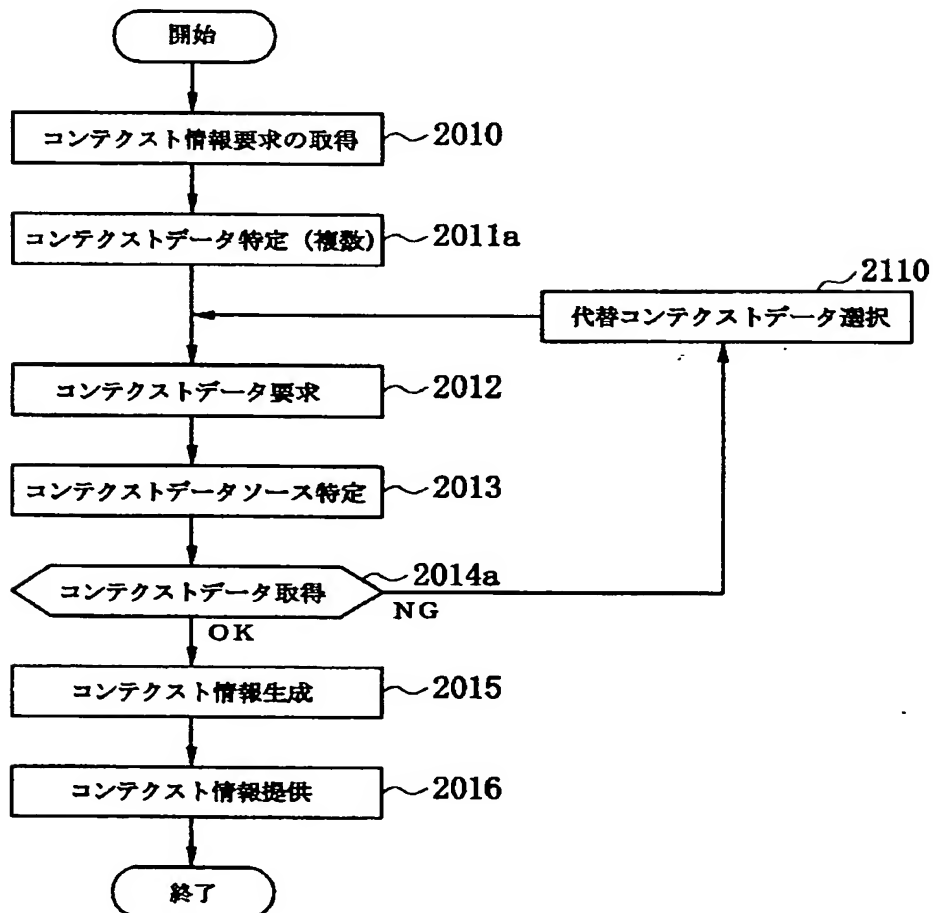 開始
コンテクスト情報要求の取得 2010
コンテクストデータ特定（複数） 2011a
2110
代替コンテクストデータ選択
コンテクストデータ要求 2012
コンテクストデータソース特定 2013
コンテクストデータ取得 2014a
NG
OK
コンテクスト情報生成 2015
コンテクスト情報提供 2016
終了